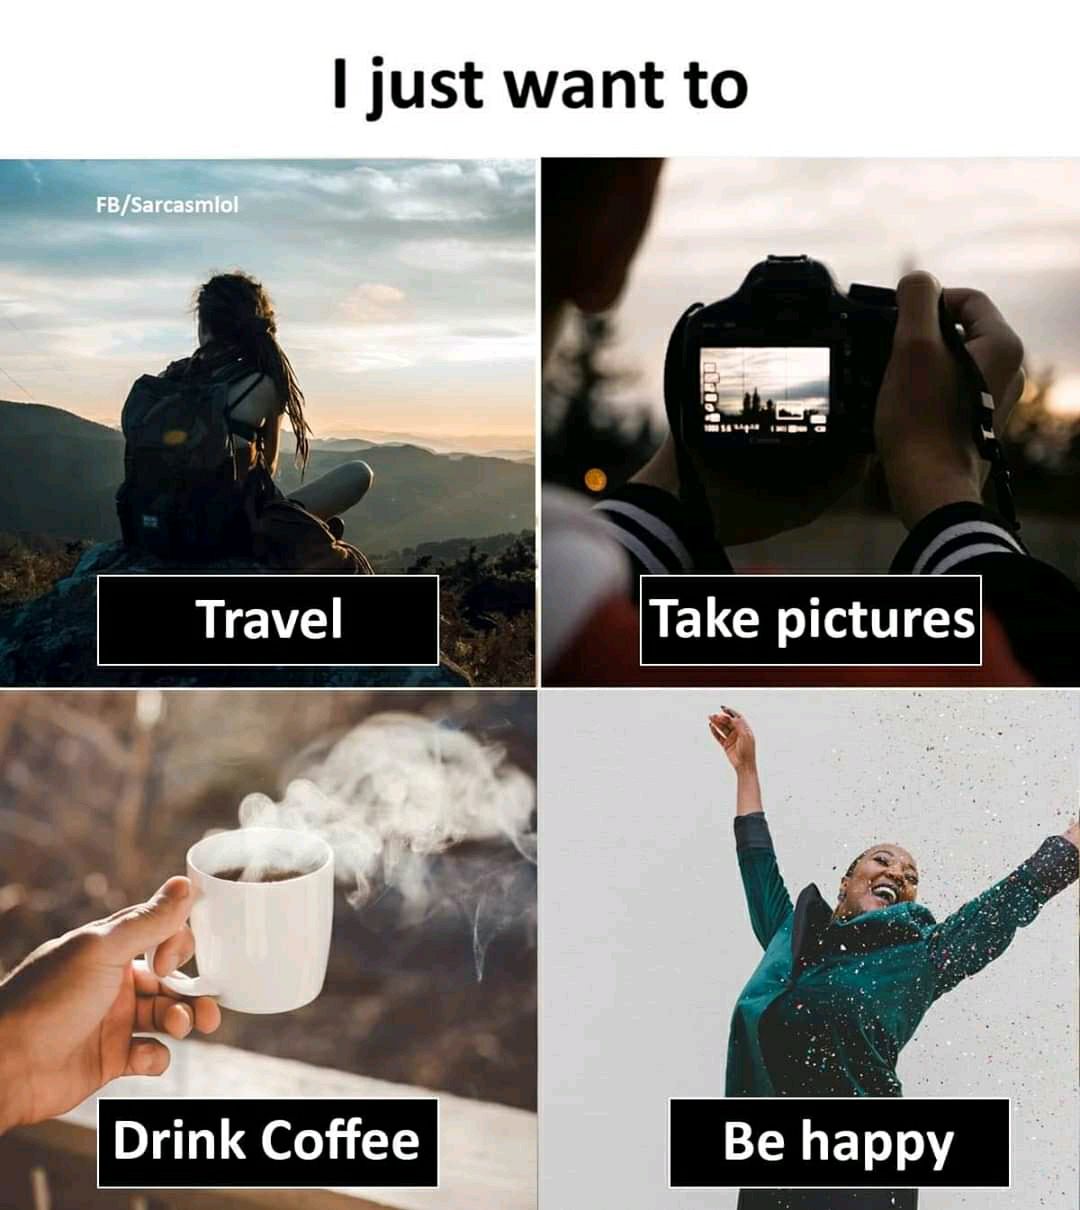 I just want to
FB/Sarcasmlol
Travel
Take pictures
Drink Coffee
Be happy